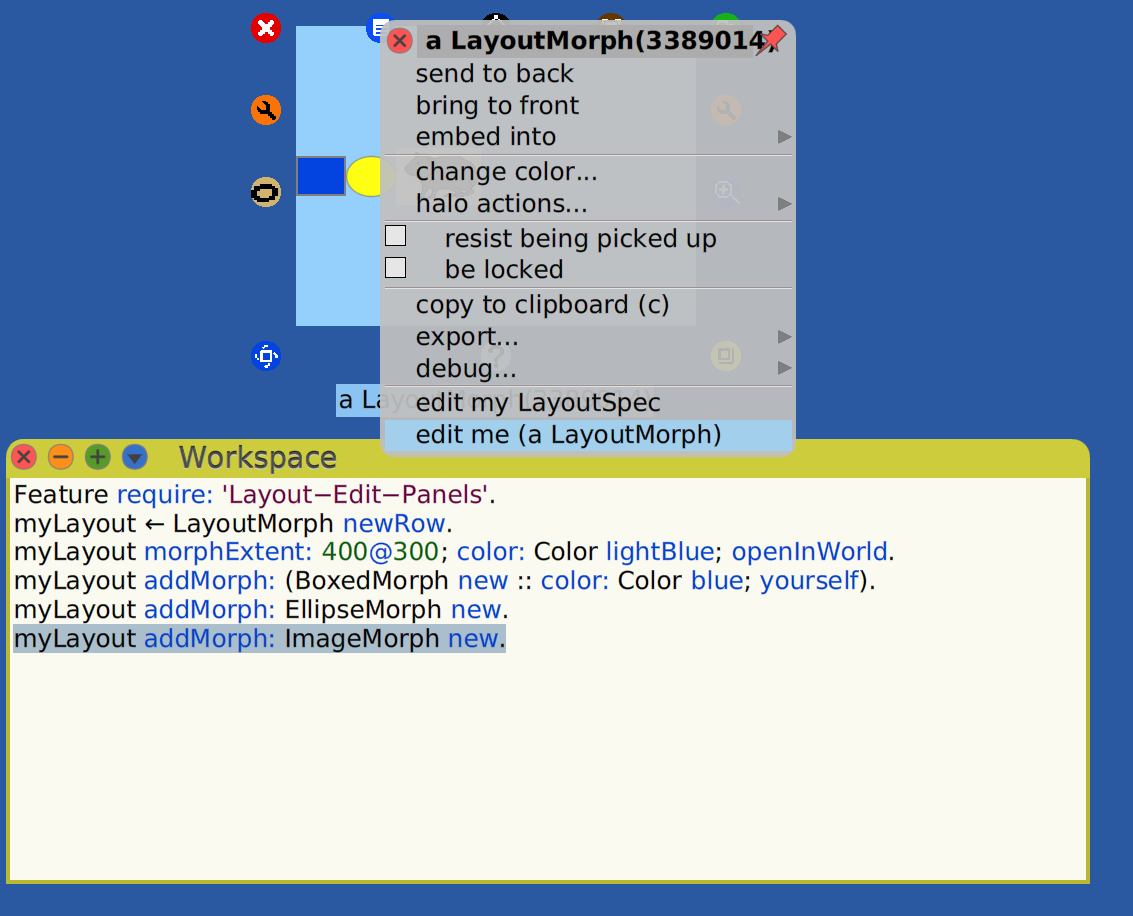 a LayoutMorph(3389014)
send to back
bring to front
embed into
change color...
halo actions...
resist being picked up
be locked
copy to clipboard (c)
export...
debug...
edit my LayoutSpec
edit me (a LayoutMorph)
a LayoutMorph(3389014)
Workspace
Feature require: 'Layout−Edit−Panels'.
myLayout ← LayoutMorph newRow.
myLayout morphExtent: 400@300; color: Color lightBlue; openInWorld.
myLayout addMorph: (BoxedMorph new :: color: Color blue; yourself).
myLayout addMorph: EllipseMorph new.
myLayout addMorph: ImageMorph new.